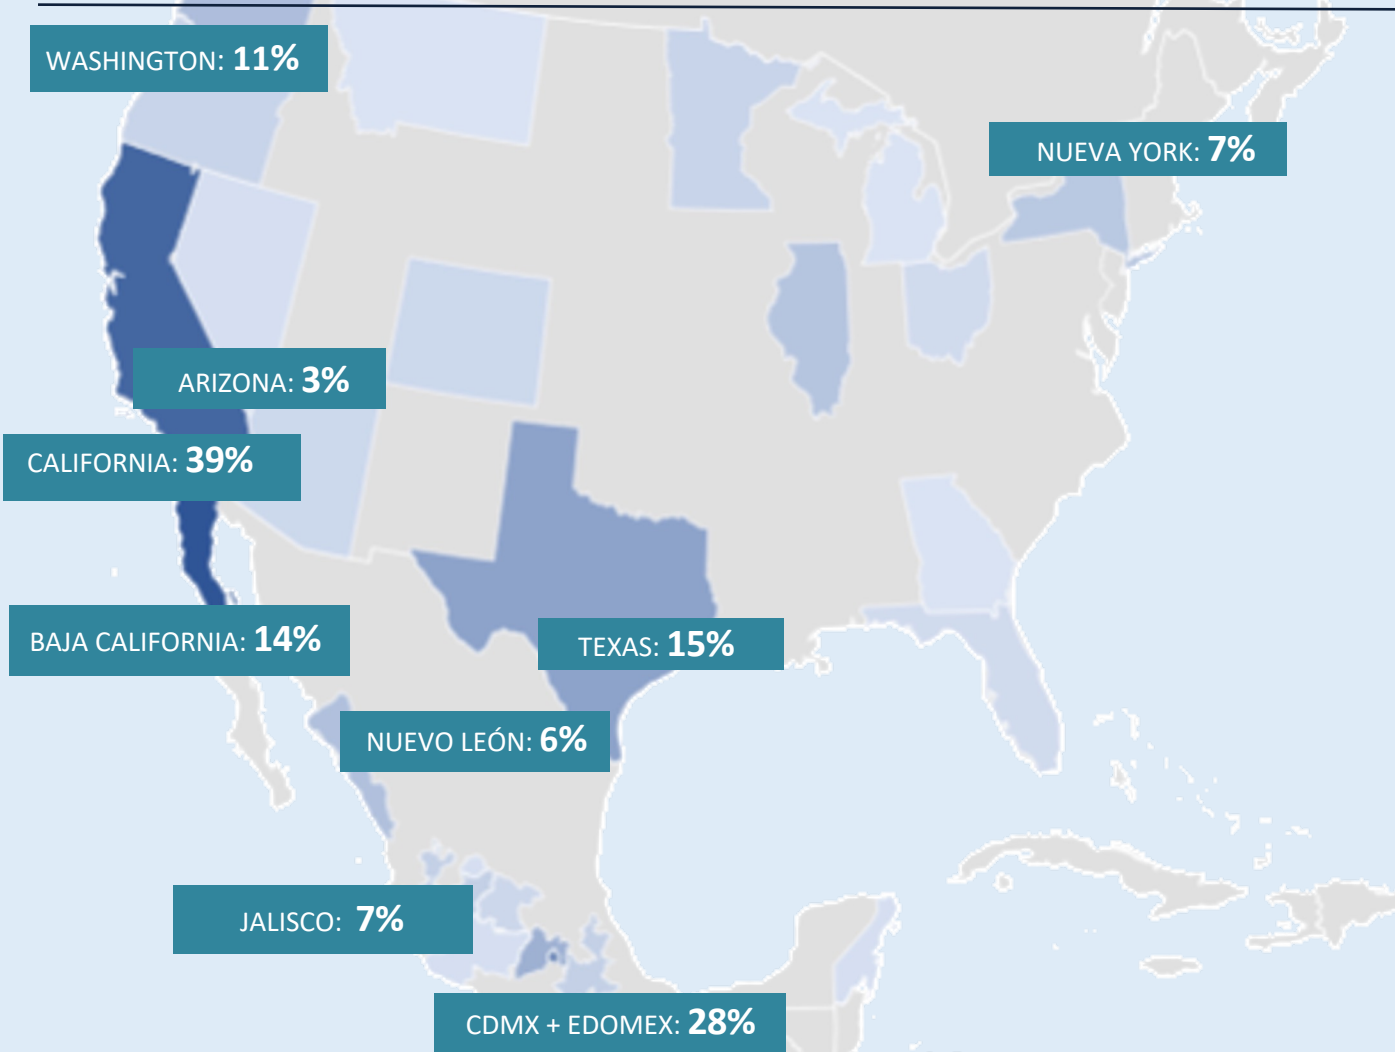 WASHINGTON: 11%
NUEVA YORK: 7%
ARIZONA: 3%
CALIFORNIA: 39%
BAJA CALIFORNIA: 14%
TEXAS: 15%
NUEVO LEÓN: 6%
JALISCO: 7%
CDMX + EDOMEX: 28%